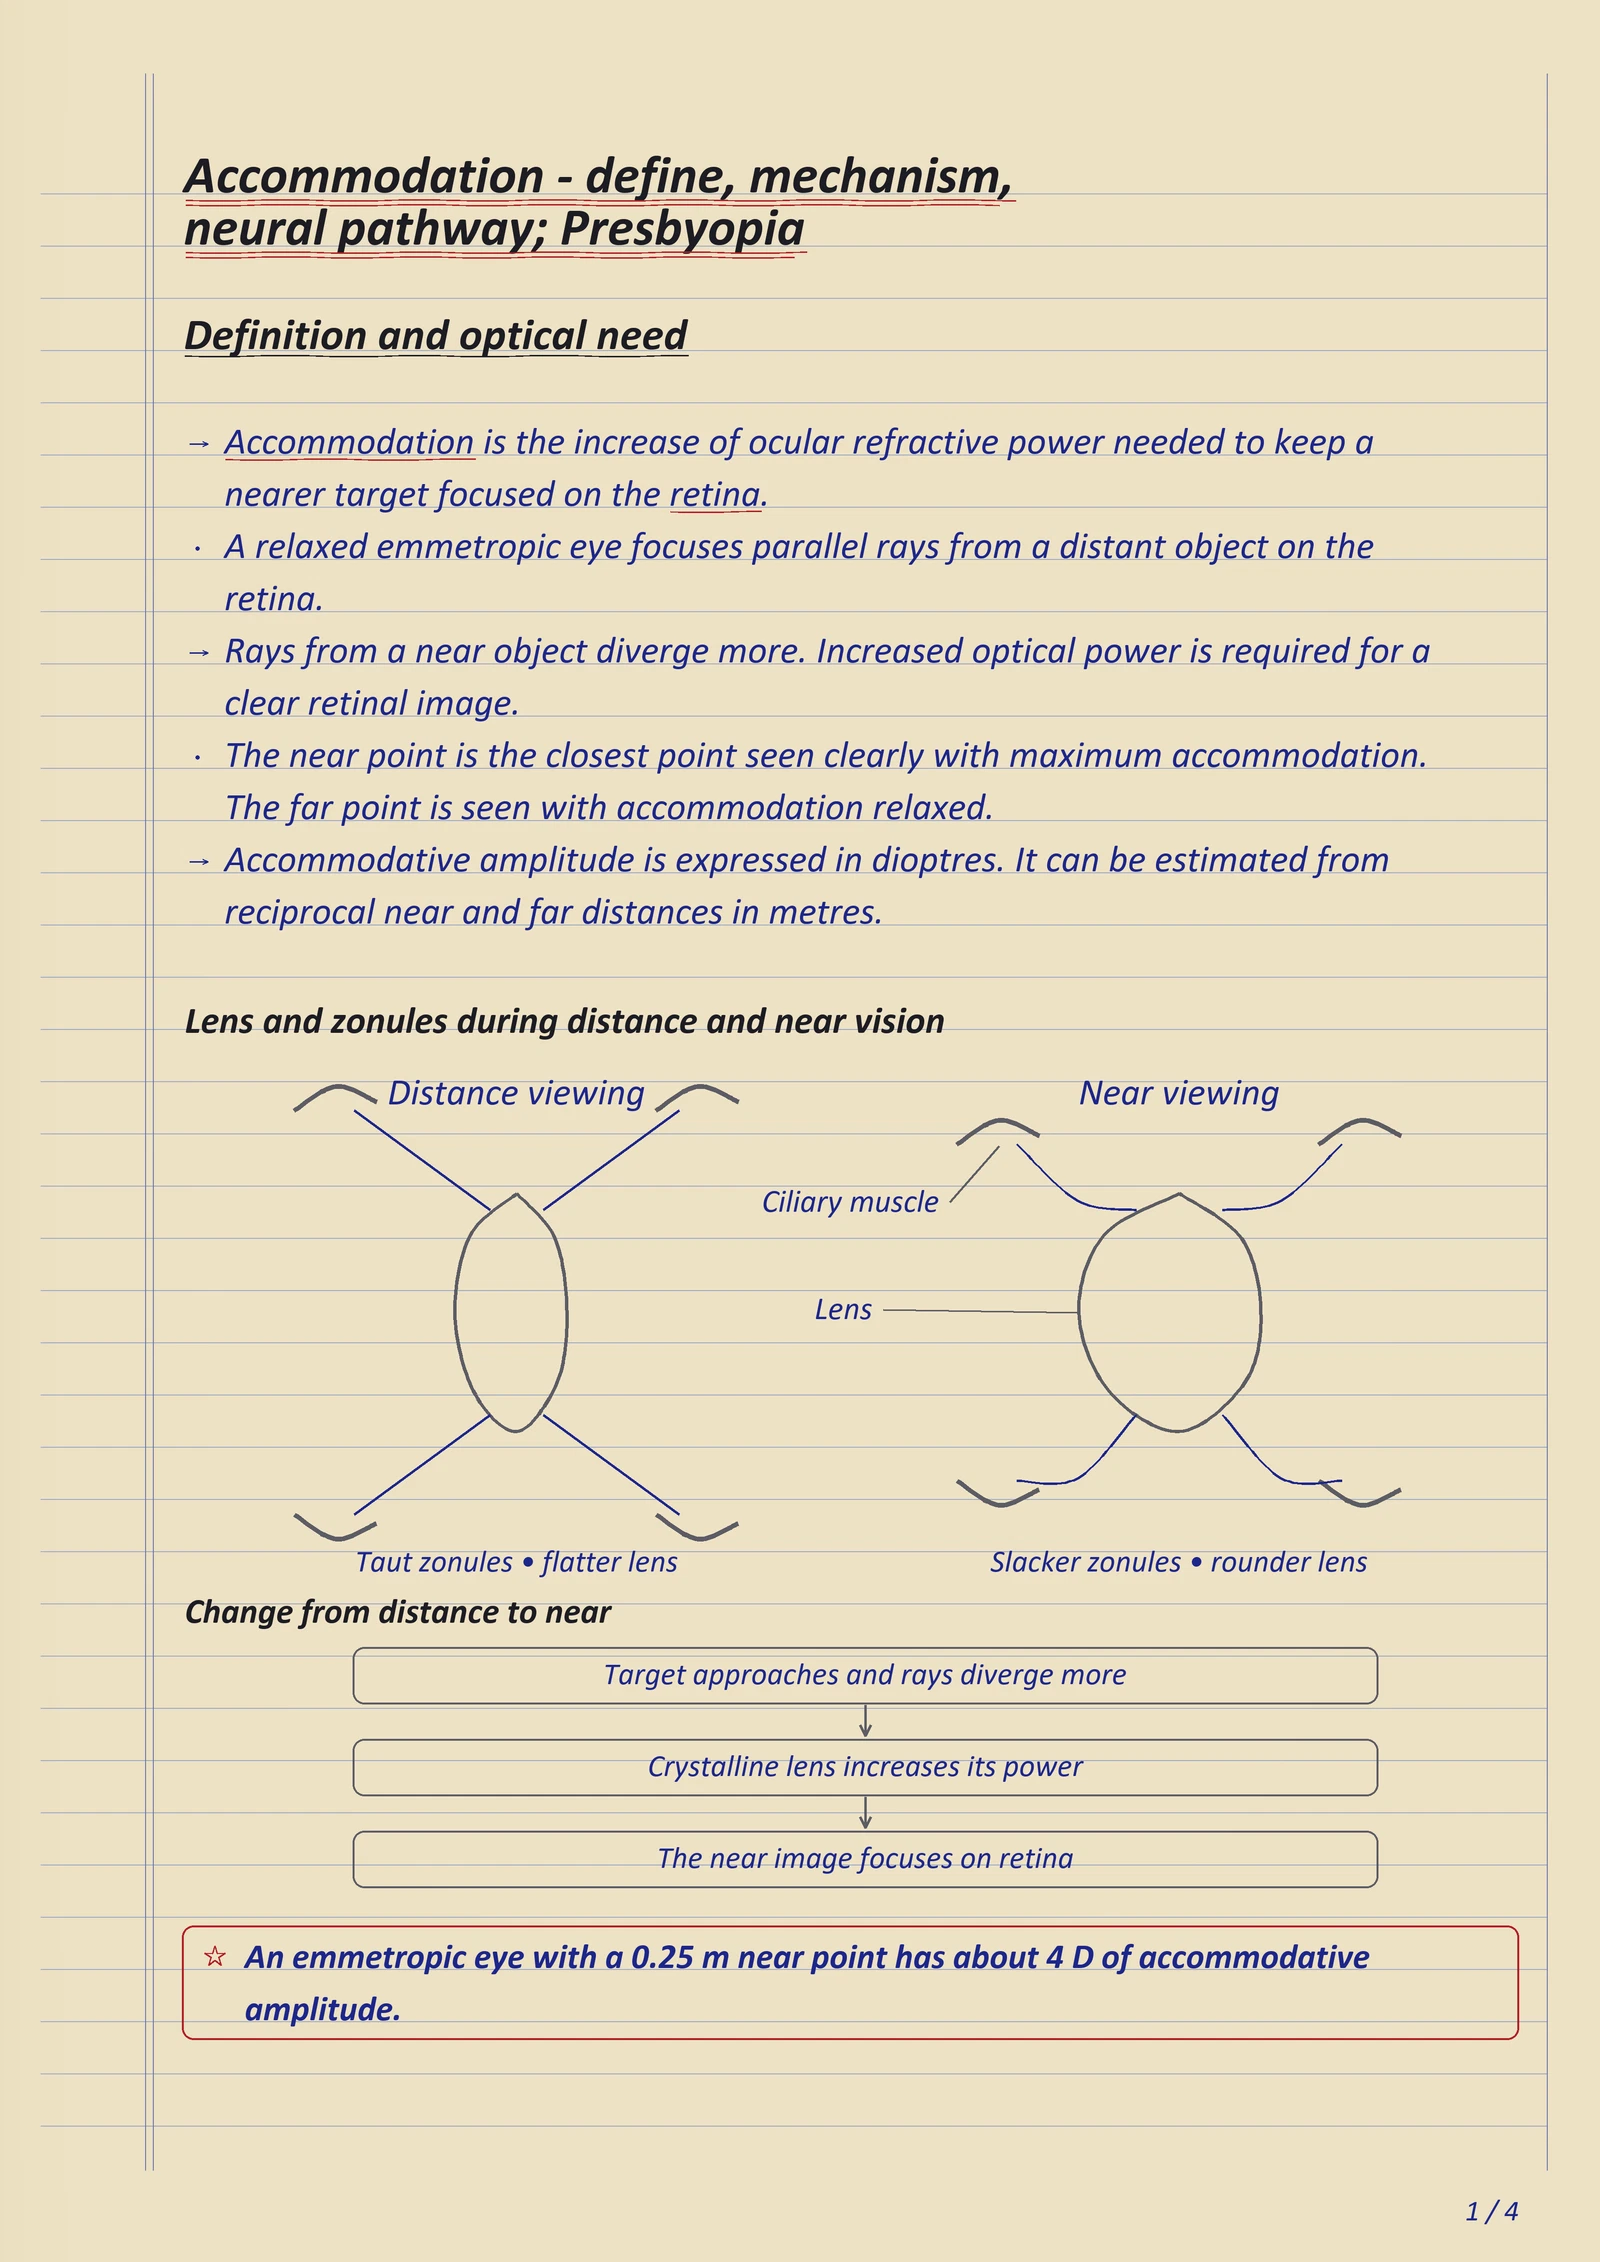 Accommodation - define, mechanism,
neural pathway; Presbyopia
Definition and optical need
→ Accommodation is the increase of ocular refractive power needed to keep a
nearer target focused on the retina.
· A relaxed emmetropic eye focuses parallel rays from a distant object on the
retina.
→ Rays from a near object diverge more. Increased optical power is required for a
clear retinal image.
· The near point is the closest point seen clearly with maximum accommodation.
The far point is seen with accommodation relaxed.
→ Accommodative amplitude is expressed in dioptres. It can be estimated from
reciprocal near and far distances in metres.
Lens and zonules during distance and near vision
Distance viewing
Near viewing
Ciliary muscle
Lens
Taut zonules • flatter lens
Slacker zonules • rounder lens
Change from distance to near
Target approaches and rays diverge more
Crystalline lens increases its power
The near image focuses on retina
☆ An emmetropic eye with a 0.25 m near point has about 4 D of accommodative
amplitude.
1 / 4